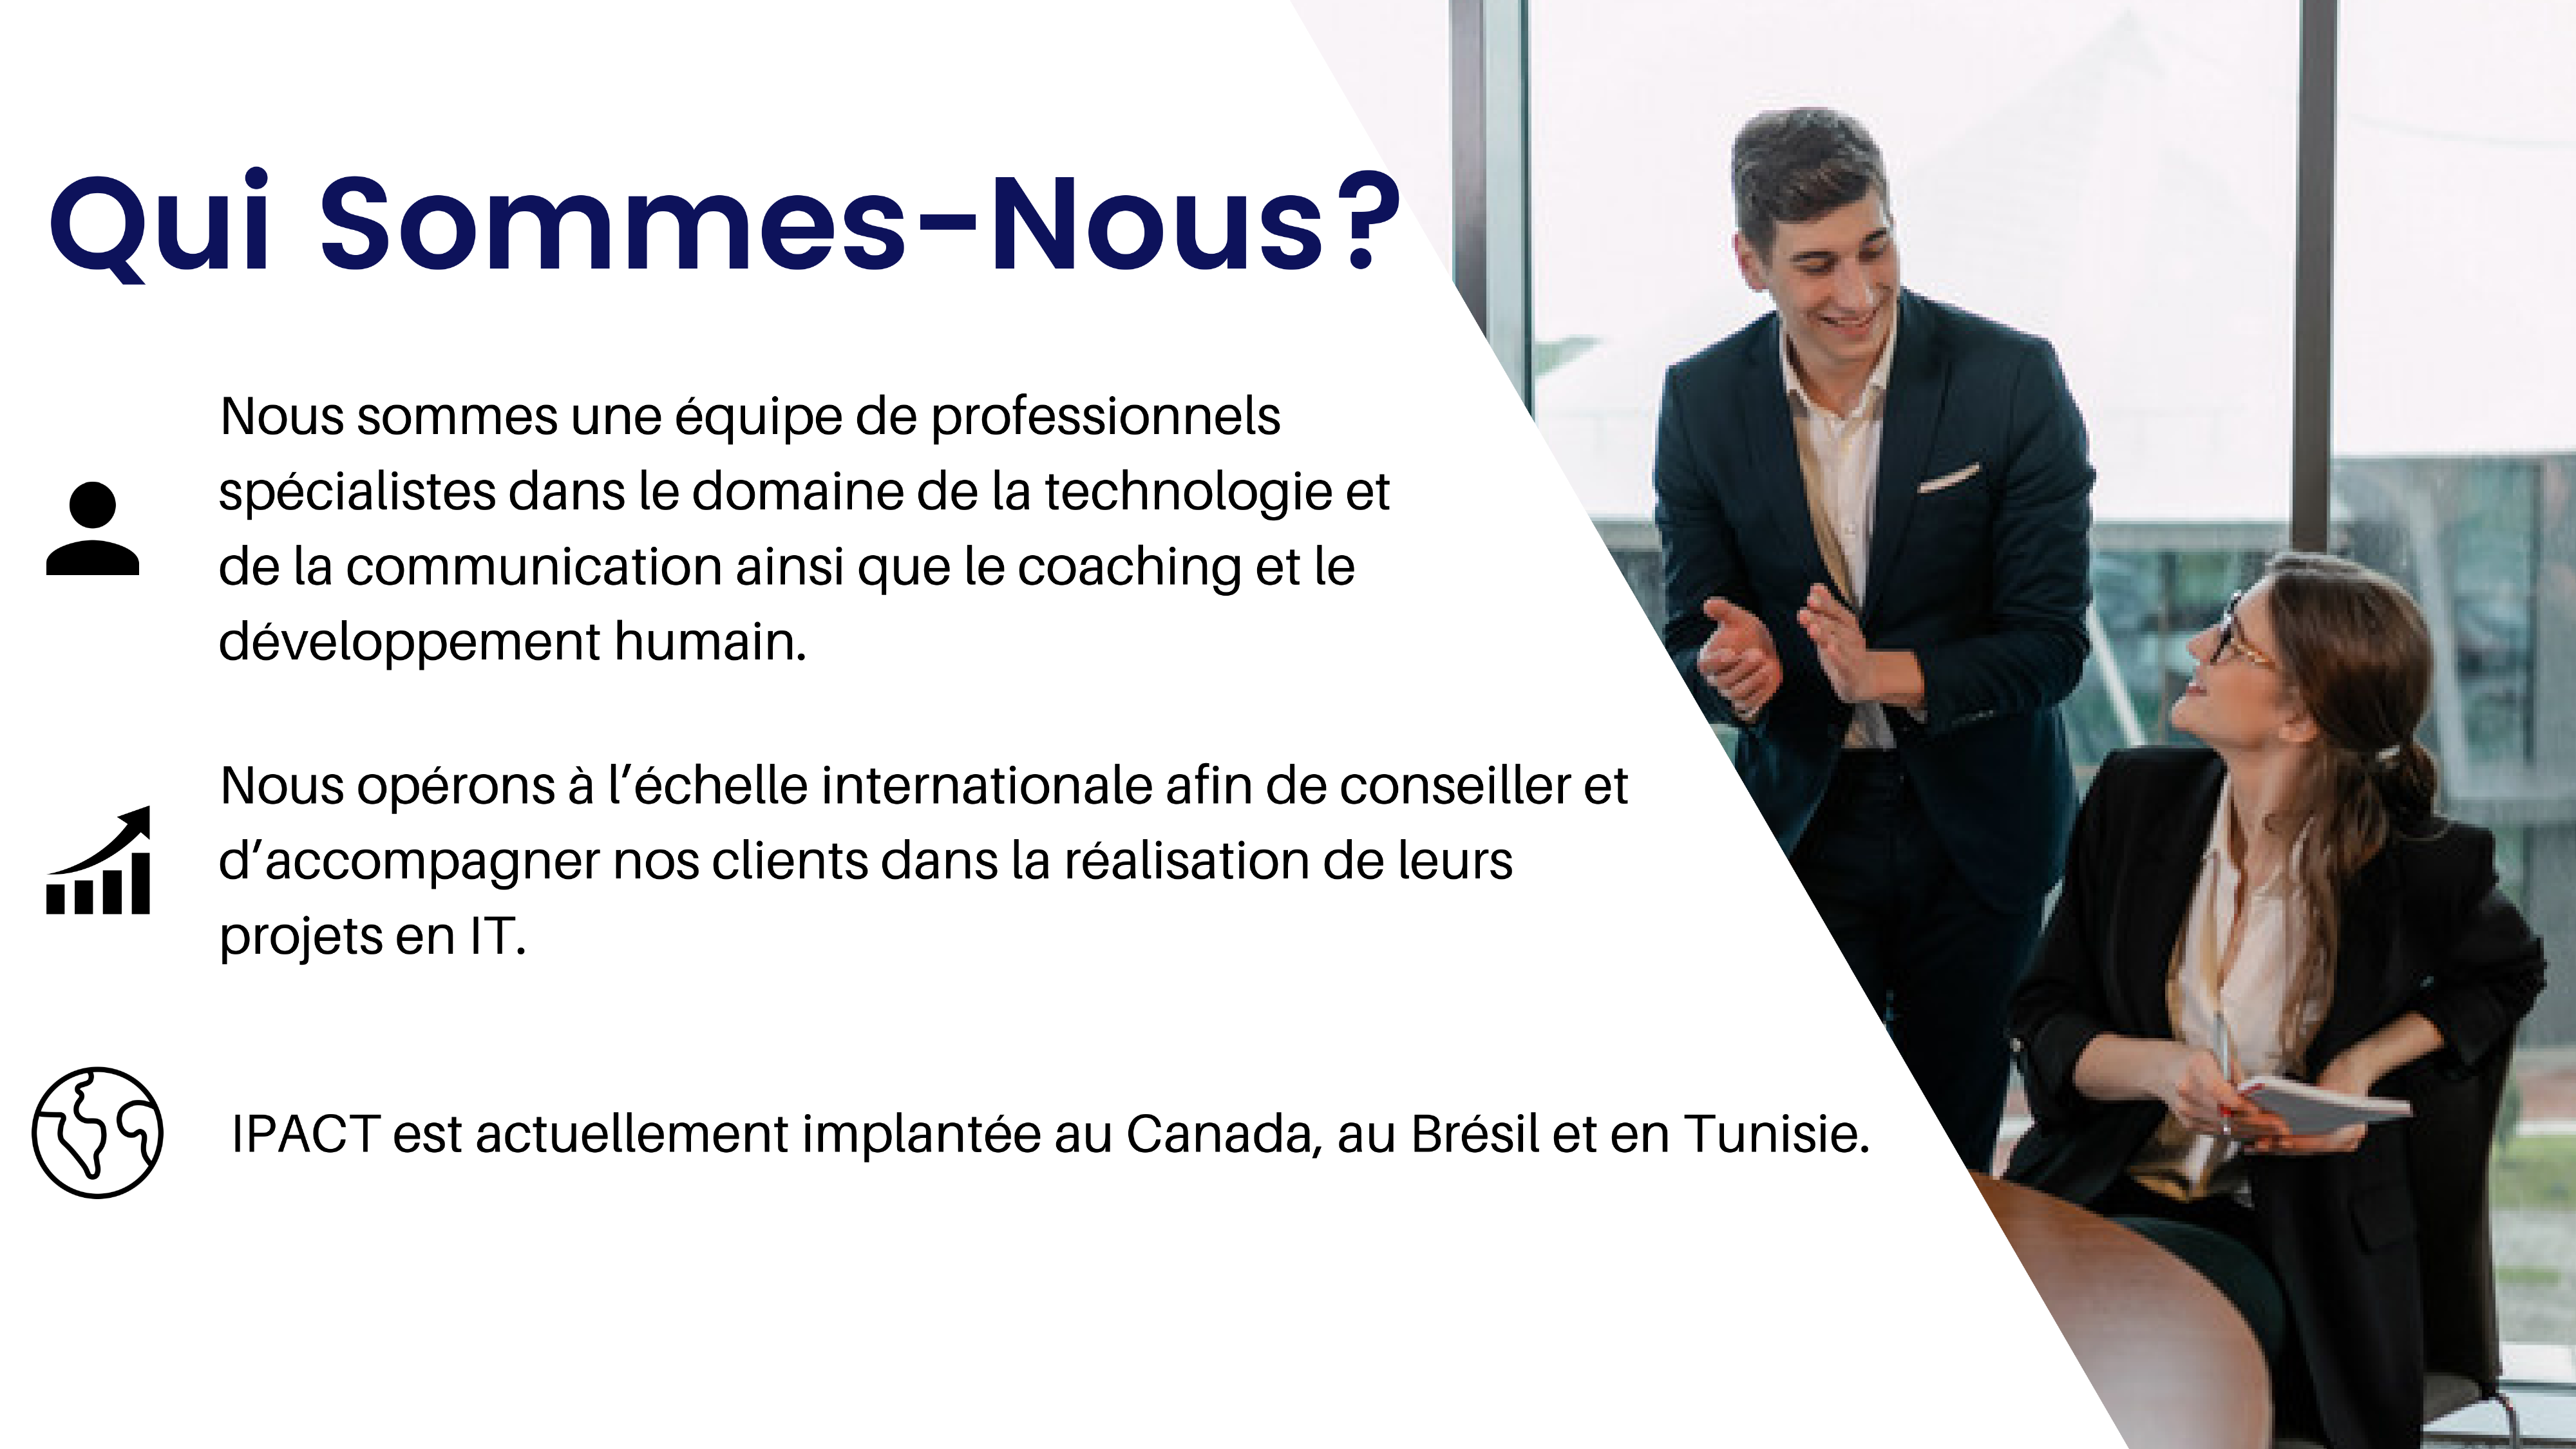 Qui Sommes-Nous?
Nous sommes une équipe de professionnels
spécialistes dans le domaine de la technologie et
de la communication ainsi que le coaching et le
développement humain.
Nous opérons à l’échelle internationale afin de conseiller et
d’accompagner nos clients dans la réalisation de leurs
projets en IT.
IPACT est actuellement implantée au Canada, au Brésil et en Tunisie.